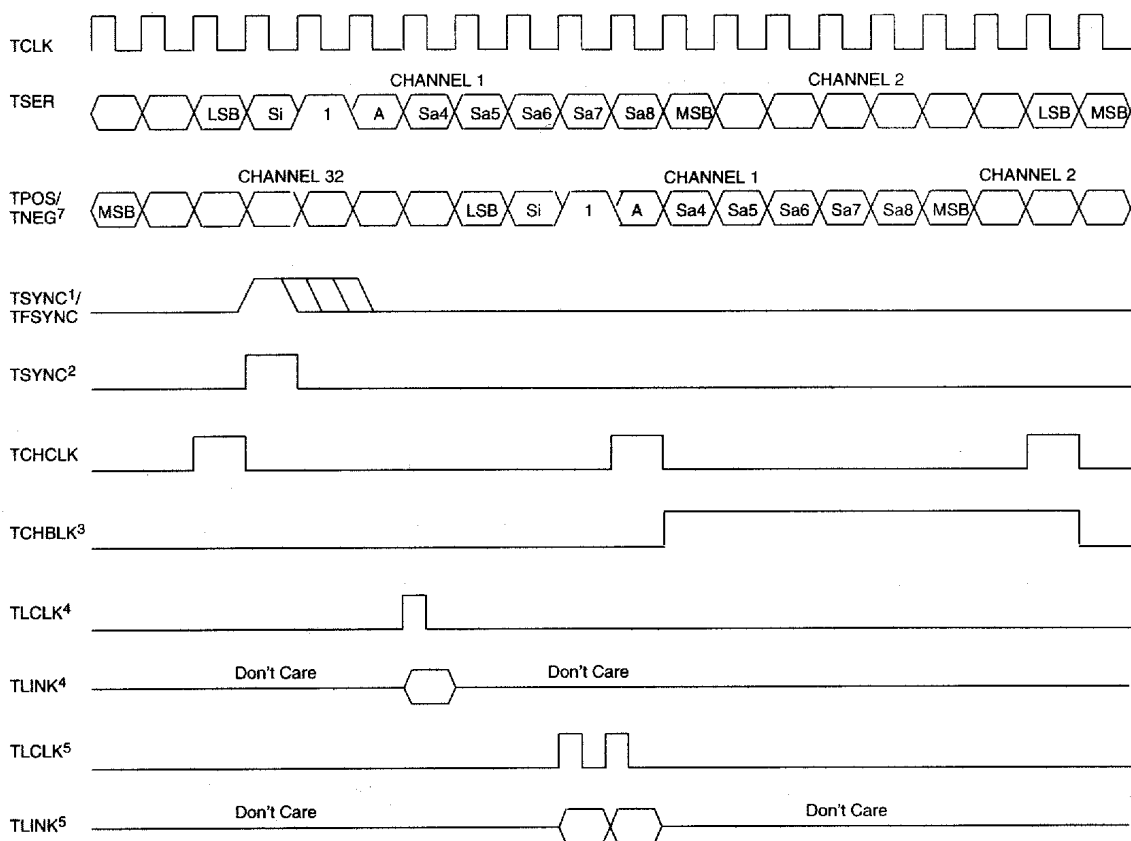 TCLK
CHANNEL 1 CHANNEL 2
TSER LSB Si 1 A Sa4 Sa5 Sa6 Sa7 Sa8 MSB LSB MSB
CHANNEL 32 CHANNEL 1 CHANNEL 2
TPOS/
TNEG7 MSB LSB Si 1 A Sa4 Sa5 Sa6 Sa7 Sa8 MSB
TSYNC1/
TFSYNC
TSYNC2
TCHCLK
TCHBLK3
TLCLK4
Don't Care Don't Care
TLINK4
TLCLK5
Don't Care Don't Care
TLINK5